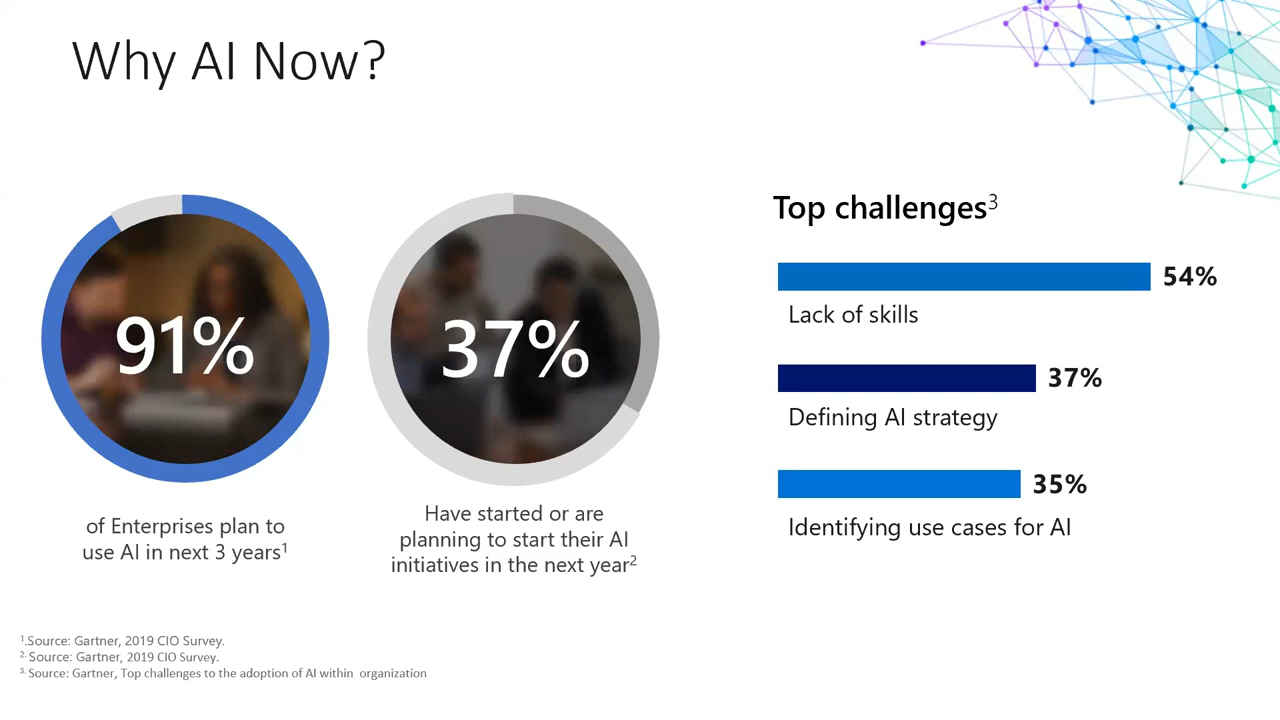 Why AI Now?
91%
of Enterprises plan to
use AI in next 3 years¹
37%
Have started or are
planning to start their AI
initiatives in the next year²
Top challenges³
54%
Lack of skills
37%
Defining AI strategy
35%
Identifying use cases for AI
¹.Source: Gartner, 2019 CIO Survey.
². Source: Gartner, 2019 CIO Survey.
³. Source: Gartner, Top challenges to the adoption of AI within organization